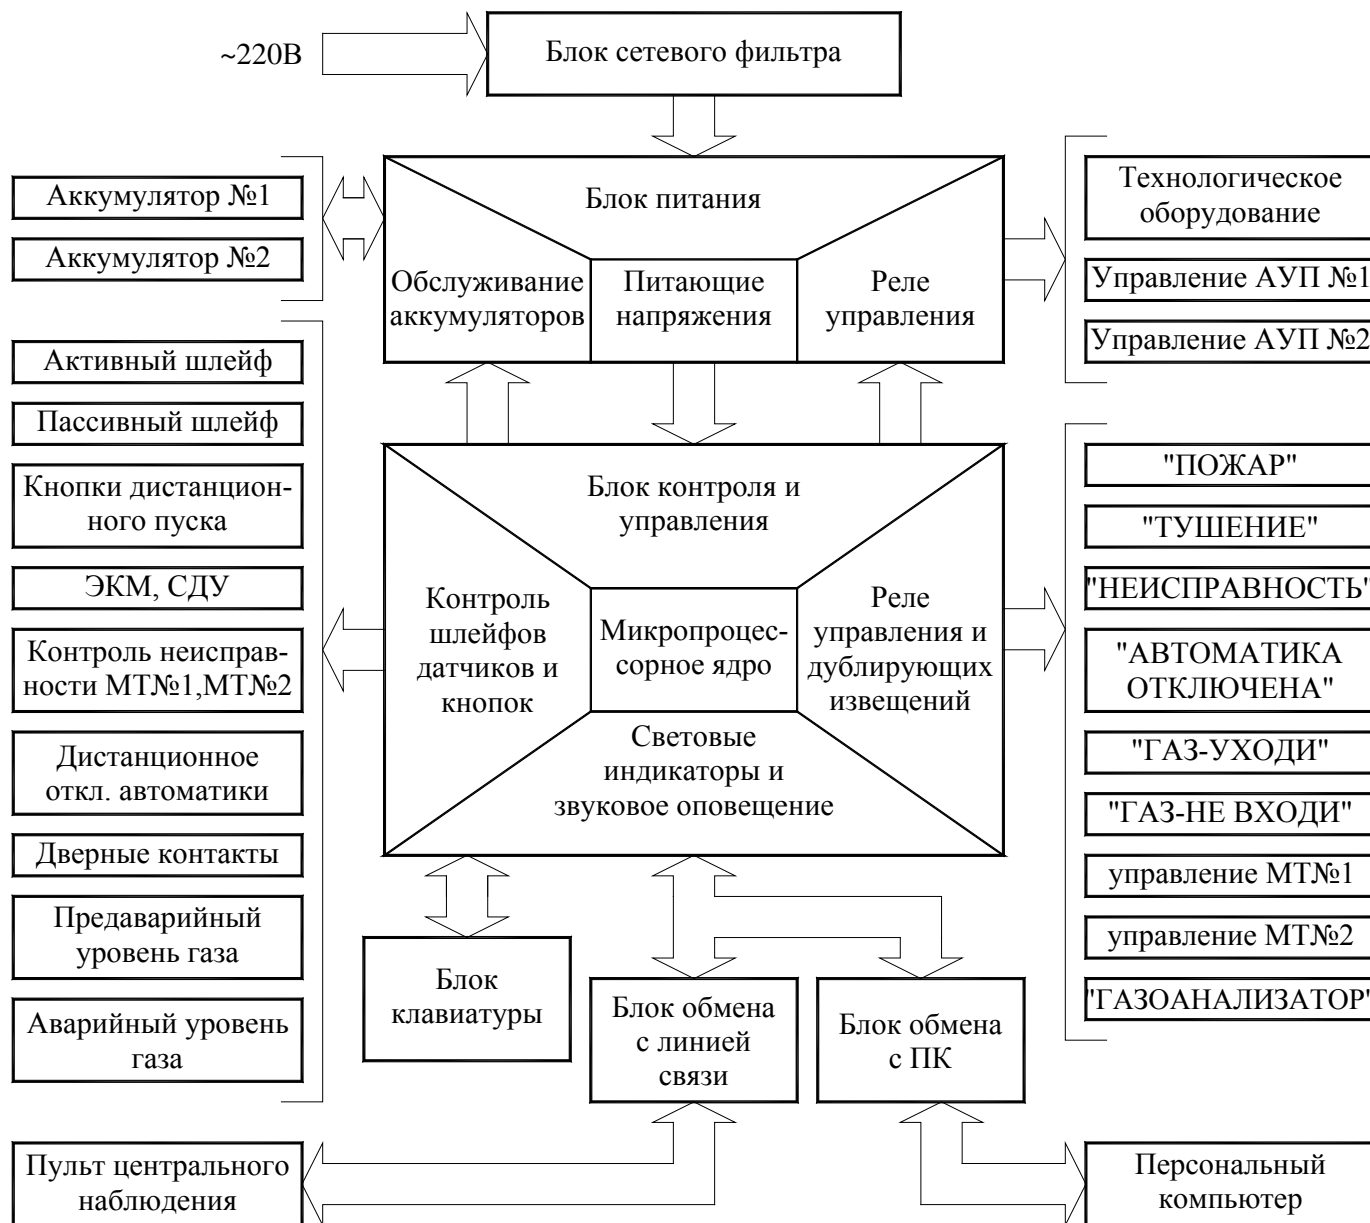 ~220В
Блок сетевого фильтра
Аккумулятор №1
Аккумулятор №2
Блок питания
Обслуживание
аккумуляторов
Питающие
напряжения
Реле
управления
Технологическое
оборудование
Управление АУП №1
Управление АУП №2
Активный шлейф
Пассивный шлейф
Кнопки дистанцион-
ного пуска
ЭКМ, СДУ
Контроль неисправ-
ности МТ№1,МТ№2
Дистанционное
откл. автоматики
Дверные контакты
Предаварийный
уровень газа
Аварийный уровень
газа
Блок контроля и
управления
Контроль
шлейфов
датчиков и
кнопок
Микропроцес-
сорное ядро
Реле
управления и
дублирующих
извещений
Световые
индикаторы и
звуковое оповещение
"ПОЖАР"
"ТУШЕНИЕ"
"НЕИСПРАВНОСТЬ"
"АВТОМАТИКА
ОТКЛЮЧЕНА"
"ГАЗ-УХОДИ"
"ГАЗ-НЕ ВХОДИ"
управление МТ№1
управление МТ№2
"ГАЗОАНАЛИЗАТОР"
Блок
клавиатуры
Блок обмена
с линией
связи
Блок обмена
с ПК
Пульт центрального
наблюдения
Персональный
компьютер